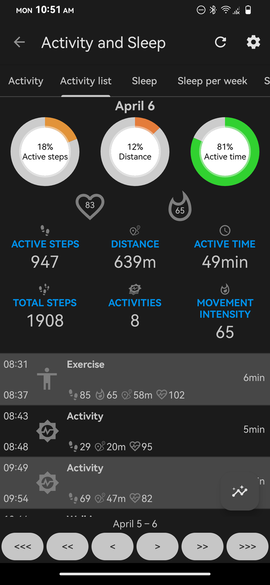 MON 10:51 AM
Activity and Sleep
Activity Activity list Sleep Sleep per week S
April 6
18% Active steps
12% Distance
81% Active time
83 65
ACTIVE STEPS DISTANCE ACTIVE TIME
947 639m 49min
TOTAL STEPS ACTIVITIES MOVEMENT INTENSITY
1908 8 65
08:31 Exercise
6min
08:37 85 65 58m 102
08:43 Activity
5min
08:48 29 20m 95
09:49 Activity
09:54 69 47m 82
April 5 – 6
<<< << < > >> >>>